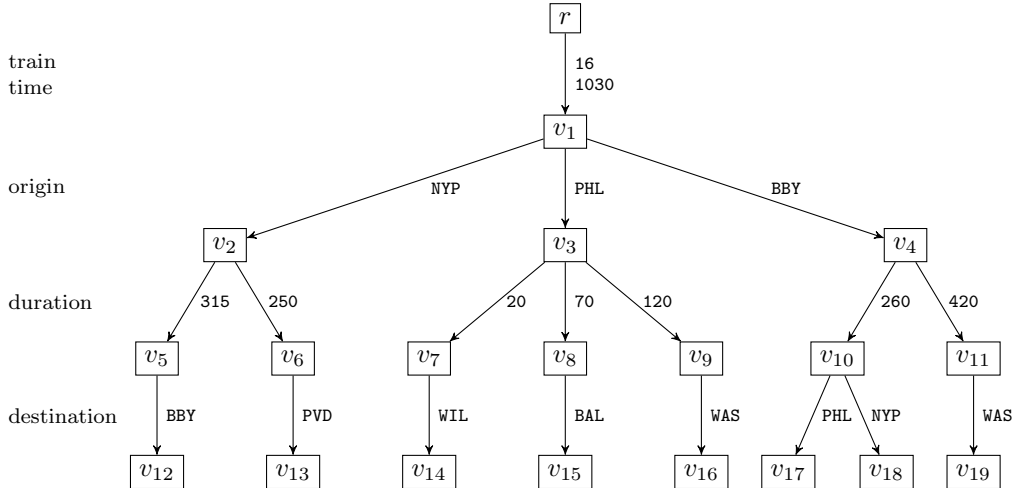 r
train 16
time 1030
v1
origin NYP PHL BBY
v2 v3 v4
duration 315 250 20 70 120 260 420
v5 v6 v7 v8 v9 v10 v11
destination BBY PVD WIL BAL WAS PHL NYP WAS
v12 v13 v14 v15 v16 v17 v18 v19